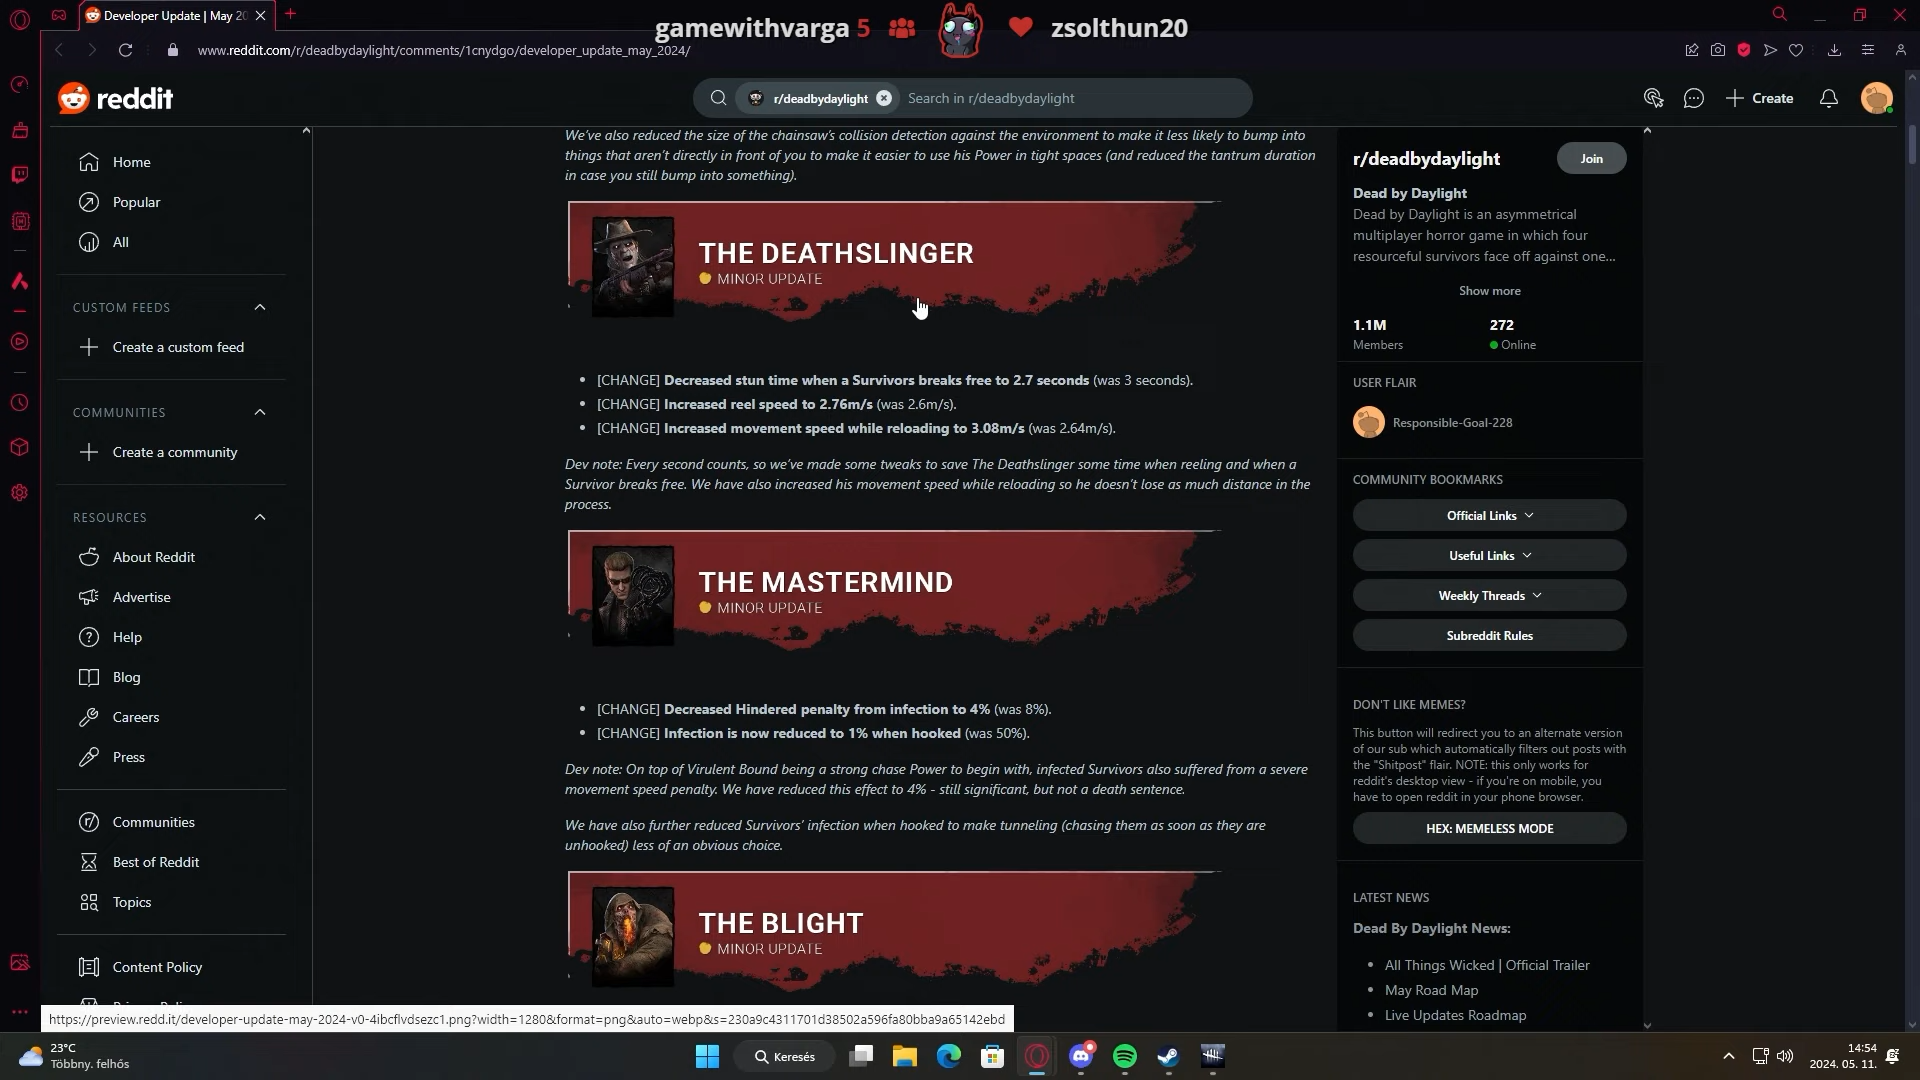 Developer Update | May 20
gamewithvarga 5
zsolthun20
www.reddit.com/r/deadbydaylight/comments/1cnydgo/developer_update_may_2024/
reddit
r/deadbydaylight
Search in r/deadbydaylight
Create
Home
Popular
All
CUSTOM FEEDS
Create a custom feed
COMMUNITIES
Create a community
RESOURCES
About Reddit
Advertise
Help
Blog
Careers
Press
Communities
Best of Reddit
Topics
Content Policy
We've also reduced the size of the chainsaw's collision detection against the environment to make it less likely to bump into
things that aren't directly in front of you to make it easier to use his Power in tight spaces (and reduced the tantrum duration
in case you still bump into something).
THE DEATHSLINGER
MINOR UPDATE
• [CHANGE] Decreased stun time when a Survivors breaks free to 2.7 seconds (was 3 seconds).
• [CHANGE] Increased reel speed to 2.76m/s (was 2.6m/s).
• [CHANGE] Increased movement speed while reloading to 3.08m/s (was 2.64m/s).
Dev note: Every second counts, so we've made some tweaks to save The Deathslinger some time when reeling and when a
Survivor breaks free. We have also increased his movement speed while reloading so he doesn't lose as much distance in the
process.
THE MASTERMIND
MINOR UPDATE
• [CHANGE] Decreased Hindered penalty from infection to 4% (was 8%).
• [CHANGE] Infection is now reduced to 1% when hooked (was 50%).
Dev note: On top of Virulent Bound being a strong chase Power to begin with, infected Survivors also suffered from a severe
movement speed penalty. We have reduced this effect to 4% - still significant, but not a death sentence.
We have also further reduced Survivors' infection when hooked to make tunneling (chasing them as soon as they are
unhooked) less of an obvious choice.
THE BLIGHT
MINOR UPDATE
r/deadbydaylight
Join
Dead by Daylight
Dead by Daylight is an asymmetrical
multiplayer horror game in which four
resourceful survivors face off against one...
Show more
1.1M
272
Members
Online
USER FLAIR
Responsible-Goal-228
COMMUNITY BOOKMARKS
Official Links
Useful Links
Weekly Threads
Subreddit Rules
DON'T LIKE MEMES?
This button will redirect you to an alternate version
of our sub which automatically filters out posts with
the "Shitpost" flair. NOTE: this only works for
reddit's desktop view - if you're on mobile, you
have to open reddit in your phone browser.
HEX: MEMELESS MODE
LATEST NEWS
Dead By Daylight News:
• All Things Wicked | Official Trailer
• May Road Map
• Live Updates Roadmap
https://preview.redd.it/developer-update-may-2024-v0-4ibcflvdsezc1.png?width=1280&format=png&auto=webp&s=230a9c4311701d38502a596fa80bba9a65142ebd
23°C
Többny. felhős
Keresés
14:54
2024. 05. 11.